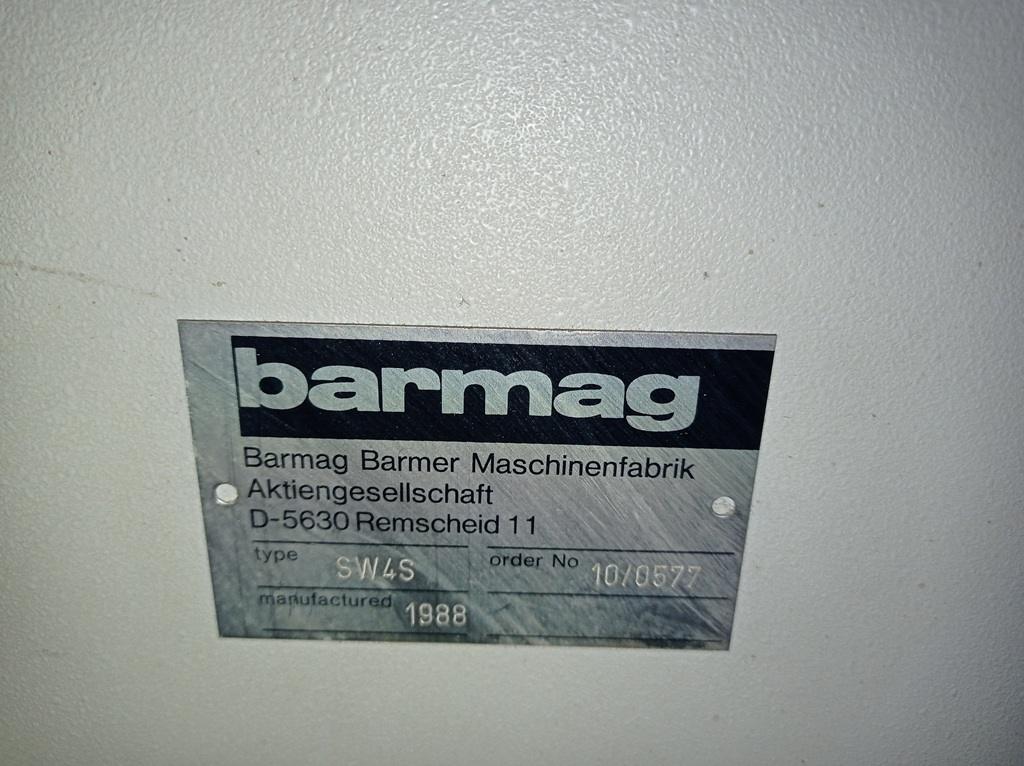 barmag
Barmag Barmer Maschinenfabrik
Aktiengesellschaft
D-5630 Remscheid 11
type SW4S order No 10/0577
manufactured 1988